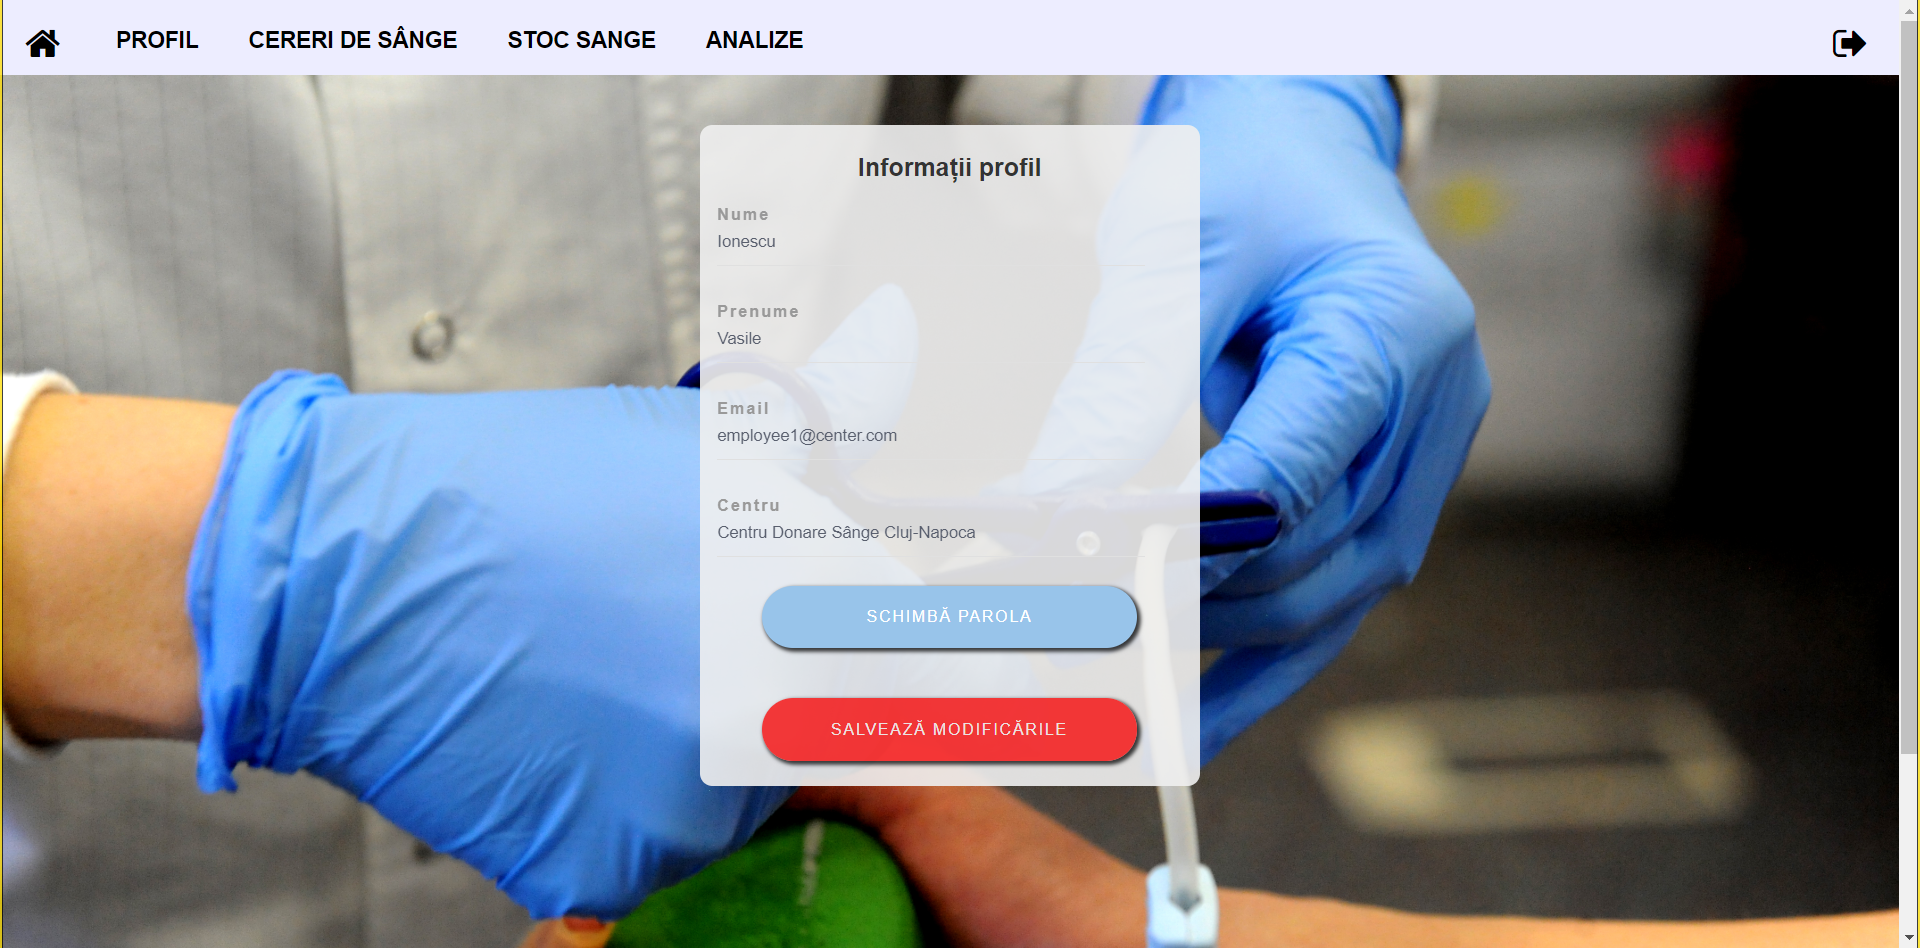 PROFIL CERERI DE SÂNGE STOC SANGE ANALIZE
Informații profil
Nume
Ionescu
Prenume
Vasile
Email
employee1@center.com
Centru
Centru Donare Sânge Cluj-Napoca
SCHIMBĂ PAROLA
SALVEAZĂ MODIFICĂRILE